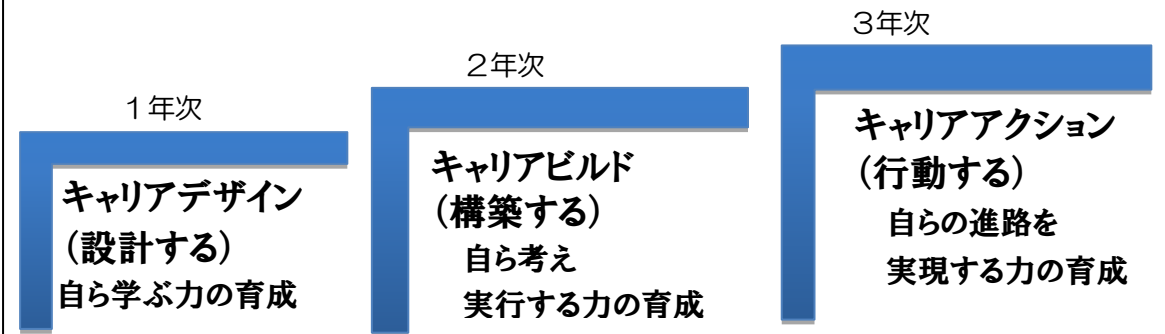 1年次
キャリアデザイン
（設計する）
自ら学ぶ力の育成
2年次
キャリアビルド
（構築する）
自ら考え
実行する力の育成
3年次
キャリアアクション
（行動する）
自らの進路を
実現する力の育成